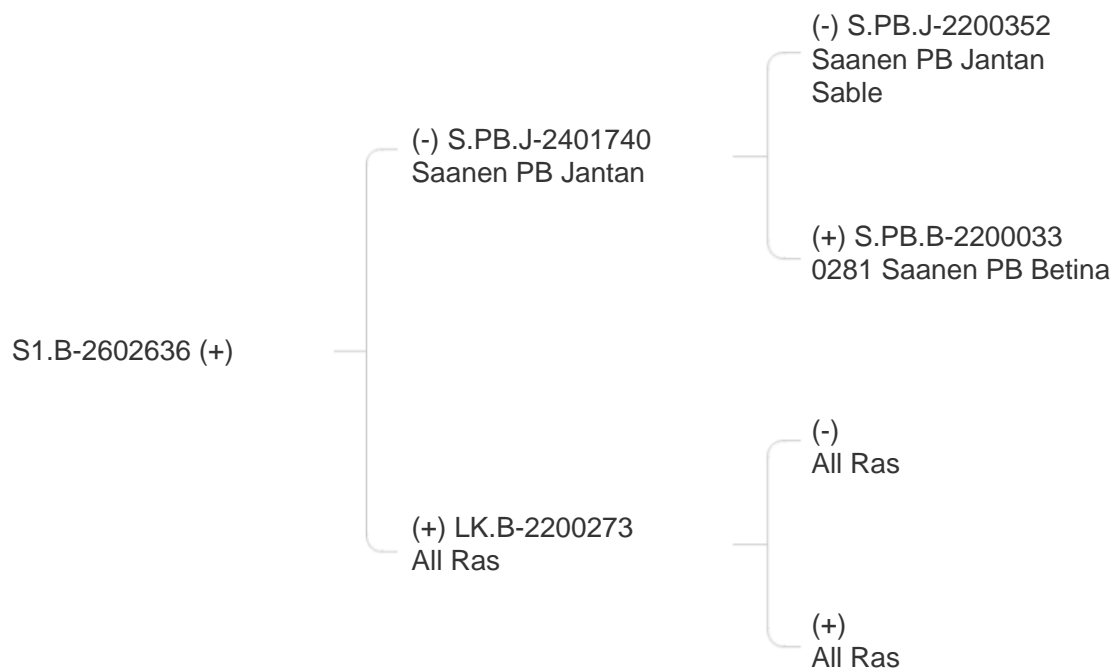 (-) S.PB.J-2200352
Saanen PB Jantan
Sable
(-) S.PB.J-2401740
Saanen PB Jantan
(+) S.PB.B-2200033
0281 Saanen PB Betina
S1.B-2602636 (+)
(-)
All Ras
(+) LK.B-2200273
All Ras
(+)
All Ras